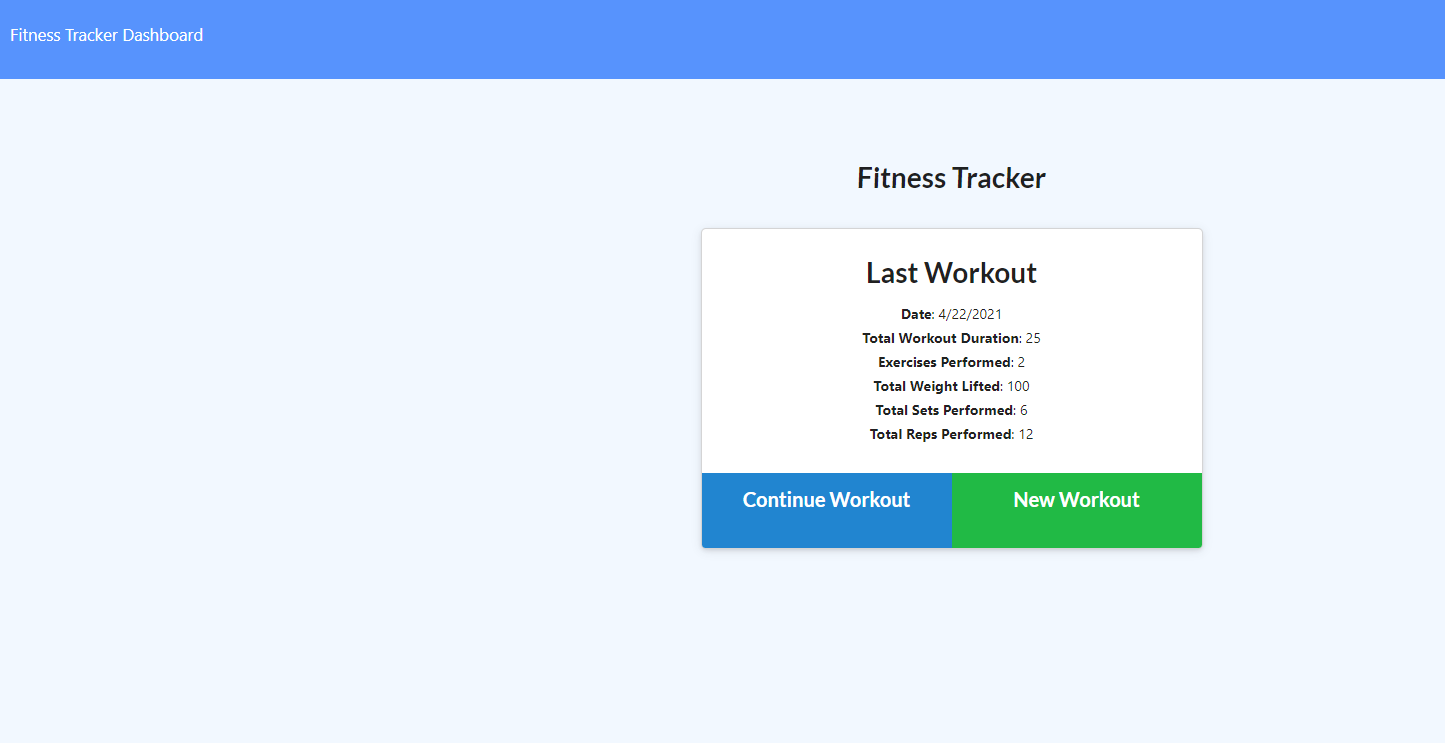 Fitness Tracker Dashboard
Fitness Tracker
Last Workout
Date: 4/22/2021
Total Workout Duration: 25
Exercises Performed: 2
Total Weight Lifted: 100
Total Sets Performed: 6
Total Reps Performed: 12
Continue Workout
New Workout